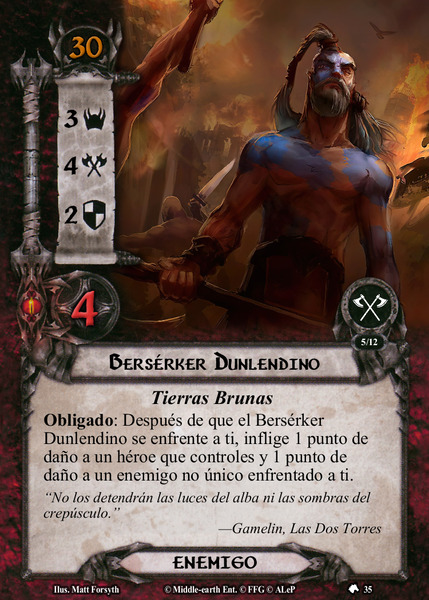 30
3
4
2
4
5/12
Bersérker Dunlendino
Tierras Brunas
Obligado: Después de que el Bersérker
Dunlendino se enfrente a ti, inflige 1 punto de
daño a un héroe que controles y 1 punto de
daño a un enemigo no único enfrentado a ti.
“No los detendrán las luces del alba ni las sombras del
crepúsculo.”
—Gamelin, Las Dos Torres
ENEMIGO
Ilus. Matt Forsyth © Middle-earth Ent. © FFG © ALeP 35